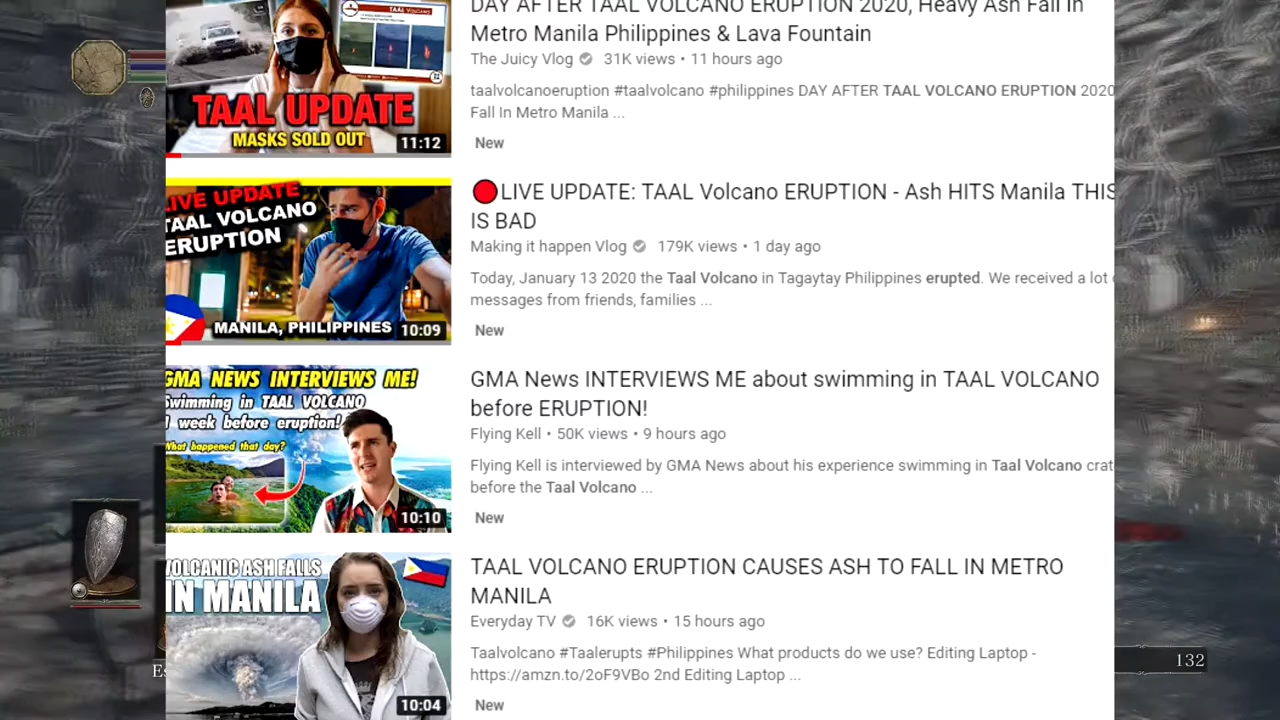 DAY AFTER TAAL VOLCANO ERUPTION 2020, Heavy Ash Fall In
Metro Manila Philippines & Lava Fountain
The Juicy Vlog 31K views • 11 hours ago
taalvolcanoeruption #taalvolcano #philippines DAY AFTER TAAL VOLCANO ERUPTION 2020
Fall In Metro Manila ...
New
TAAL VOLCANO
TAAL UPDATE
MASKS SOLD OUT
11:12
LIVE UPDATE: TAAL Volcano ERUPTION - Ash HITS Manila THIS
IS BAD
Making it happen Vlog 179K views • 1 day ago
Today, January 13 2020 the Taal Volcano in Tagaytay Philippines erupted. We received a lot
messages from friends, families ...
New
LIVE UPDATE
TAAL VOLCANO
ERUPTION
MANILA, PHILIPPINES
10:09
GMA News INTERVIEWS ME about swimming in TAAL VOLCANO
before ERUPTION!
Flying Kell • 50K views • 9 hours ago
Flying Kell is interviewed by GMA News about his experience swimming in Taal Volcano crat
before the Taal Volcano ...
New
GMA NEWS INTERVIEWS ME!
Swimming in TAAL VOLCANO
1 week before eruption!
What happened that day?
10:10
TAAL VOLCANO ERUPTION CAUSES ASH TO FALL IN METRO
MANILA
Everyday TV 16K views • 15 hours ago
Taalvolcano #Taalerupts #Philippines What products do we use? Editing Laptop -
https://amzn.to/2oF9VBo 2nd Editing Laptop ...
New
VOLCANIC ASH FALLS
IN MANILA
10:04
Es
132